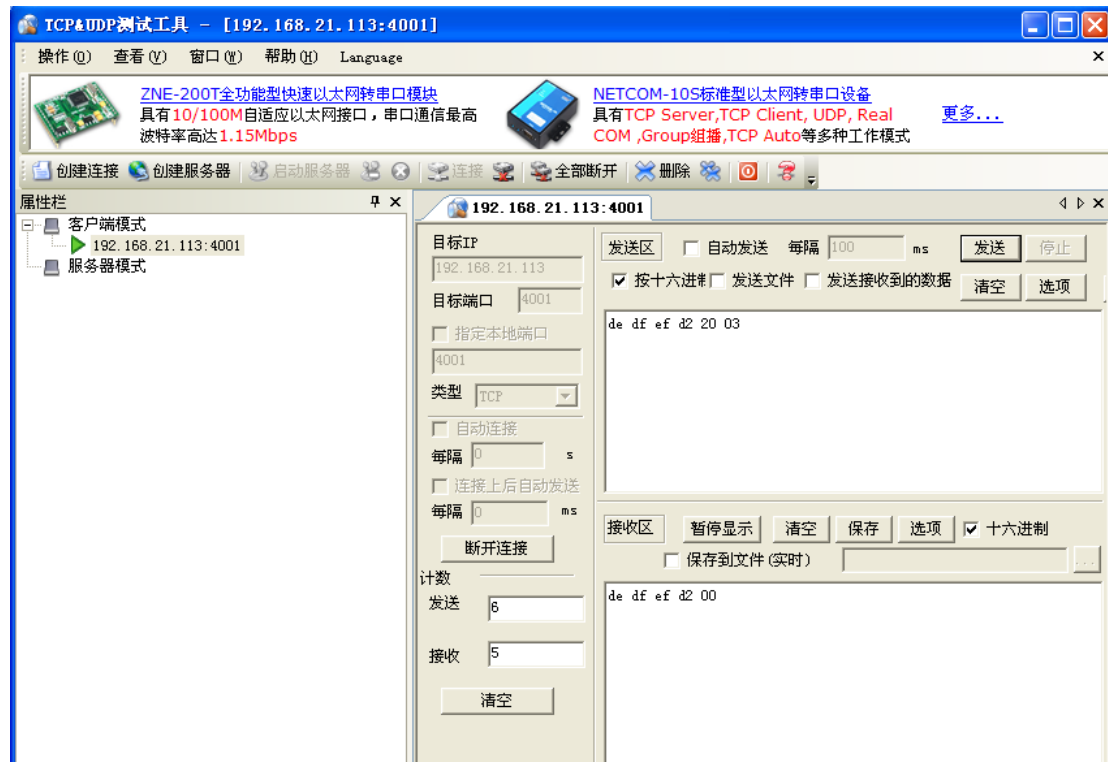 TCP&UDP测试工具 - [192.168.21.113:4001]
操作(O) 查看(V) 窗口(W) 帮助(H) Language
ZNE-200T全功能型快速以太网转串口模块
具有10/100M自适应以太网接口，串口通信最高
波特率高达1.15Mbps
NETCOM-10S标准型以太网转串口设备
具有TCP Server,TCP Client, UDP, Real
COM ,Group组播,TCP Auto等多种工作模式
更多...
创建连接 创建服务器 启动服务器 连接 全部断开 删除
属性栏
客户端模式
192.168.21.113:4001
服务器模式
192.168.21.113:4001
目标IP
192.168.21.113
目标端口 4001
指定本地端口
4001
类型 TCP
自动连接
每隔 0 s
连接上后自动发送
每隔 0 ms
断开连接
计数
发送 6
接收 5
清空
发送区 自动发送 每隔 100 ms 发送 停止
按十六进制 发送文件 发送接收到的数据 清空 选项
de df ef d2 20 03
接收区 暂停显示 清空 保存 选项 十六进制
保存到文件(实时) ...
de df ef d2 00